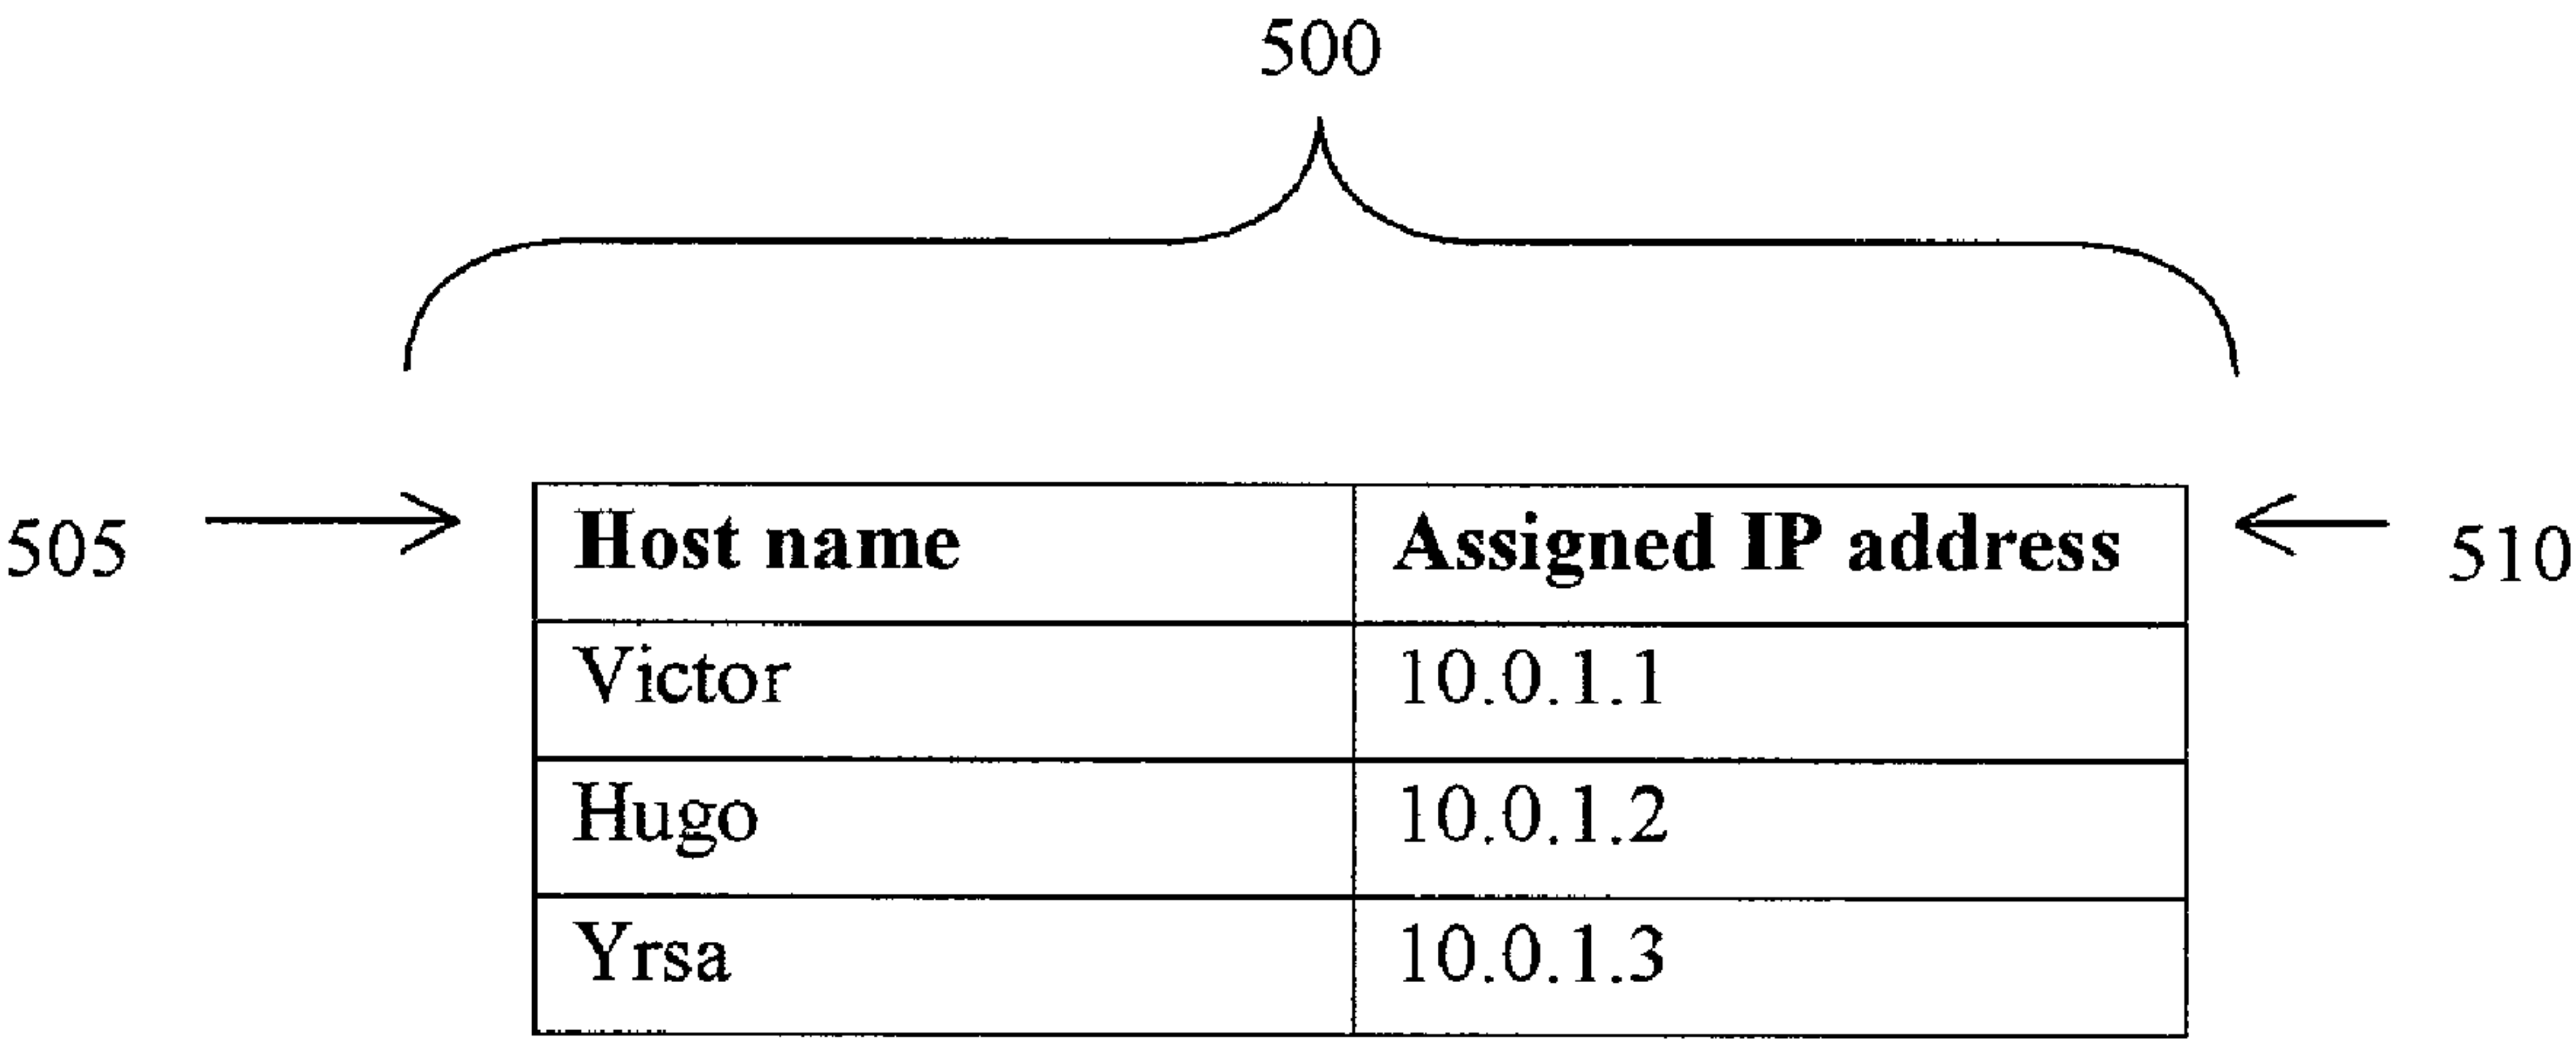 500
505 Host name Assigned IP address 510
Victor 10.0.1.1
Hugo 10.0.1.2
Yrsa 10.0.1.3